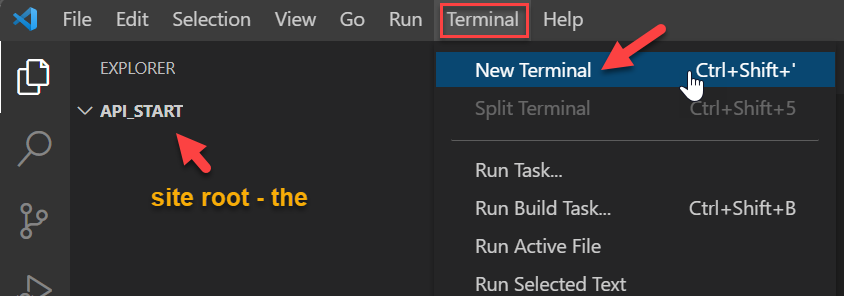 File Edit Selection View Go Run Terminal Help
EXPLORER
API_START
site root - the
New Terminal Ctrl+Shift+'
Split Terminal Ctrl+Shift+5
Run Task...
Run Build Task... Ctrl+Shift+B
Run Active File
Run Selected Text